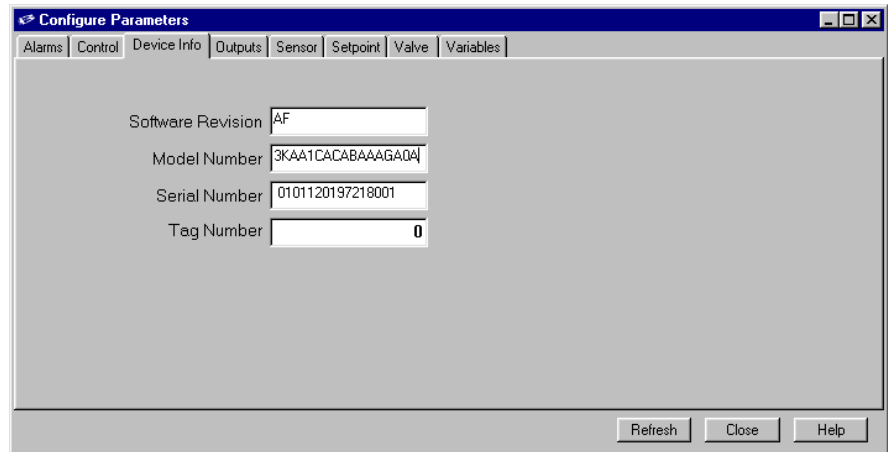 Configure Parameters
Alarms Control Device Info Outputs Sensor Setpoint Valve Variables
Software Revision AF
Model Number 3KAA1CACABAAAGA0A
Serial Number 0101120197218001
Tag Number 0
Refresh Close Help